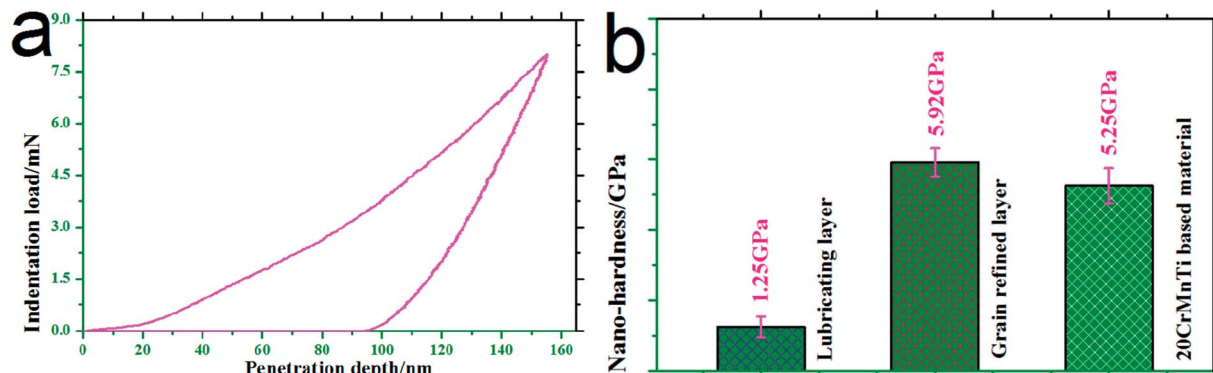 a
9.0
7.5
6.0
4.5
3.0
1.5
0.0
Indentation load/mN
0
20
40
60
80
100
120
140
160
Penetration depth/nm
b
Nano-hardness/GPa
1.25GPa
Lubricating layer
5.92GPa
Grain refined layer
5.25GPa
20CrMnTi based material